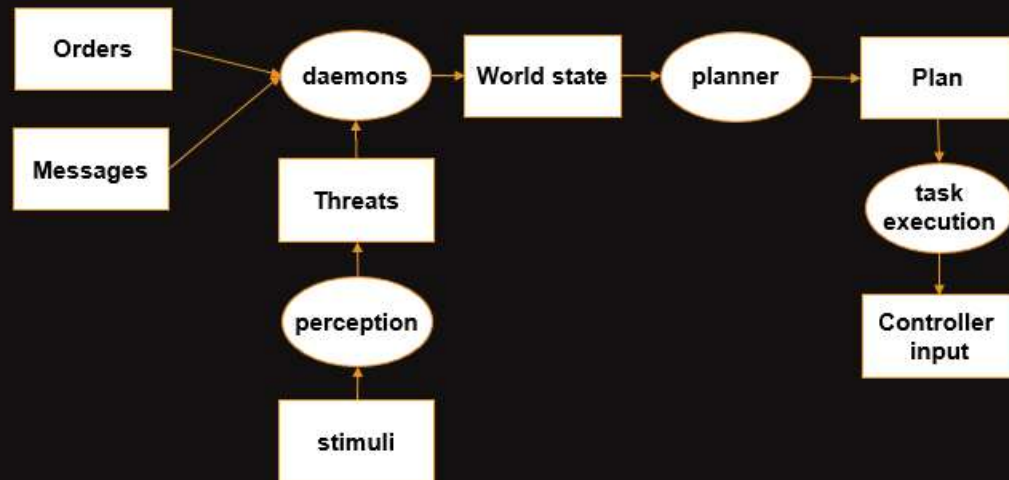 Orders
daemons
World state
planner
Plan
Messages
Threats
task
execution
perception
Controller
input
stimuli